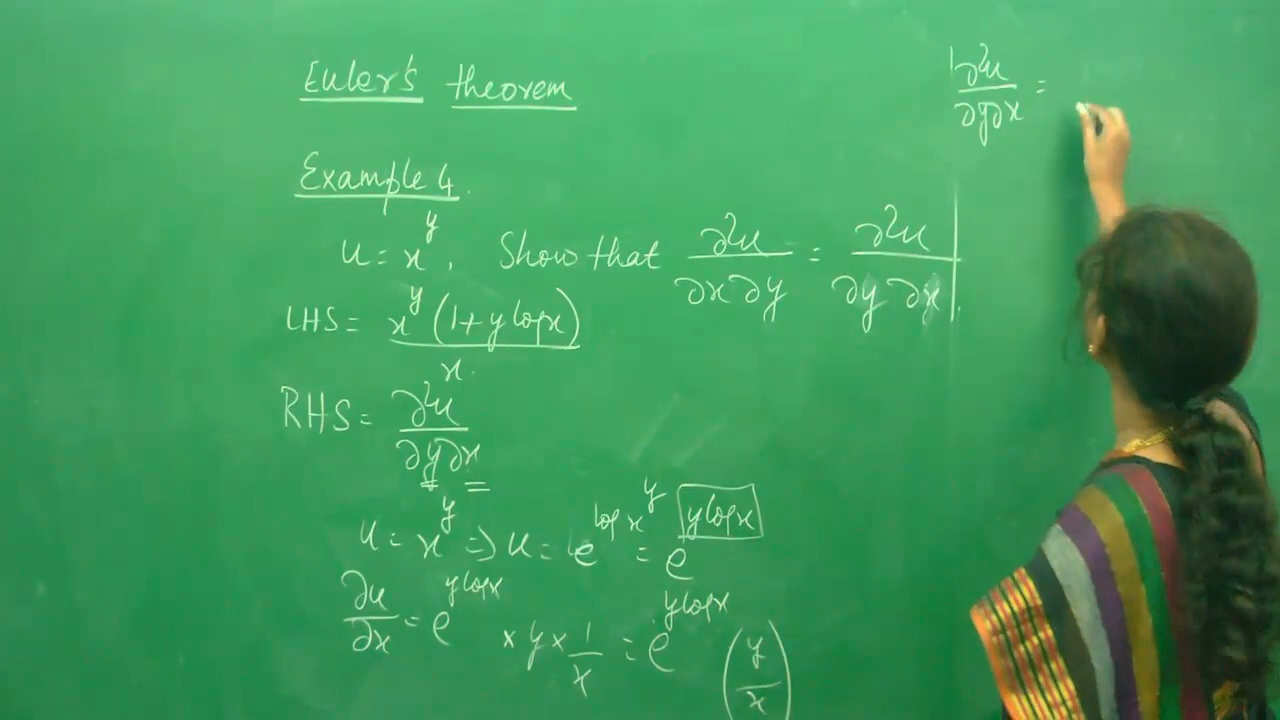 Euler's theorem
Example 4.
u = x^y, Show that ∂²u/∂x∂y = ∂²u/∂y∂x
LHS = x^y (1 + y log x)/x.
RHS = ∂²u/∂y∂x
u = x^y ⇒ u = e^(log x^y) = e^(y log x)
∂u/∂x = e^(y log x) × y × 1/x = e^(y log x) (y/x)
∂²u/∂y∂x =